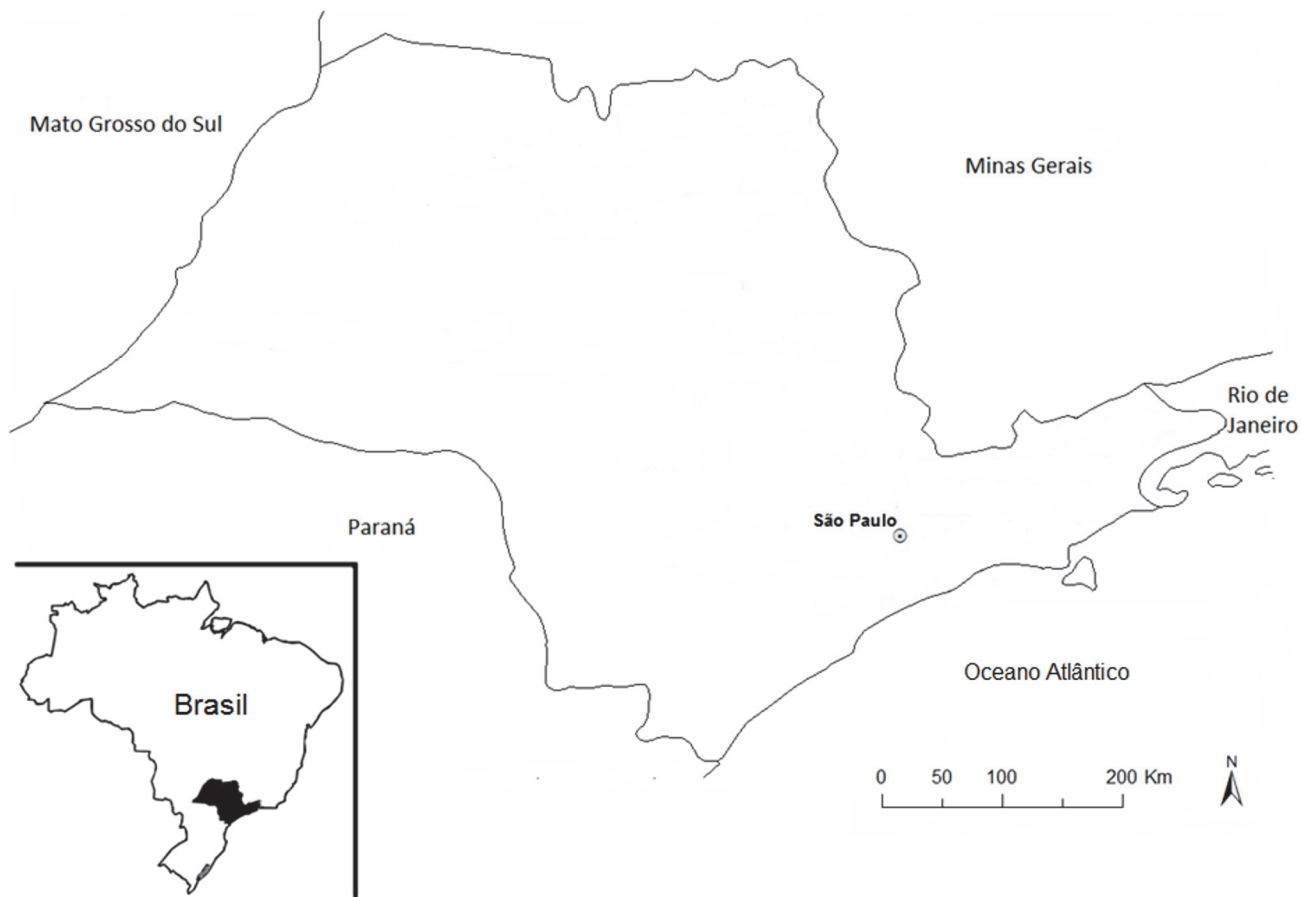 Mato Grosso do Sul
Minas Gerais
Rio de
Janeiro
São Paulo
Paraná
Oceano Atlântico
Brasil
0 50 100 200 Km
N